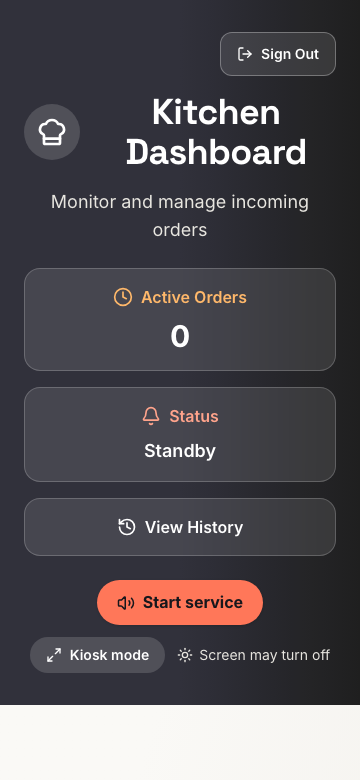 Sign Out
Kitchen
Dashboard
Monitor and manage incoming
orders
Active Orders
0
Status
Standby
View History
Start service
Kiosk mode
Screen may turn off